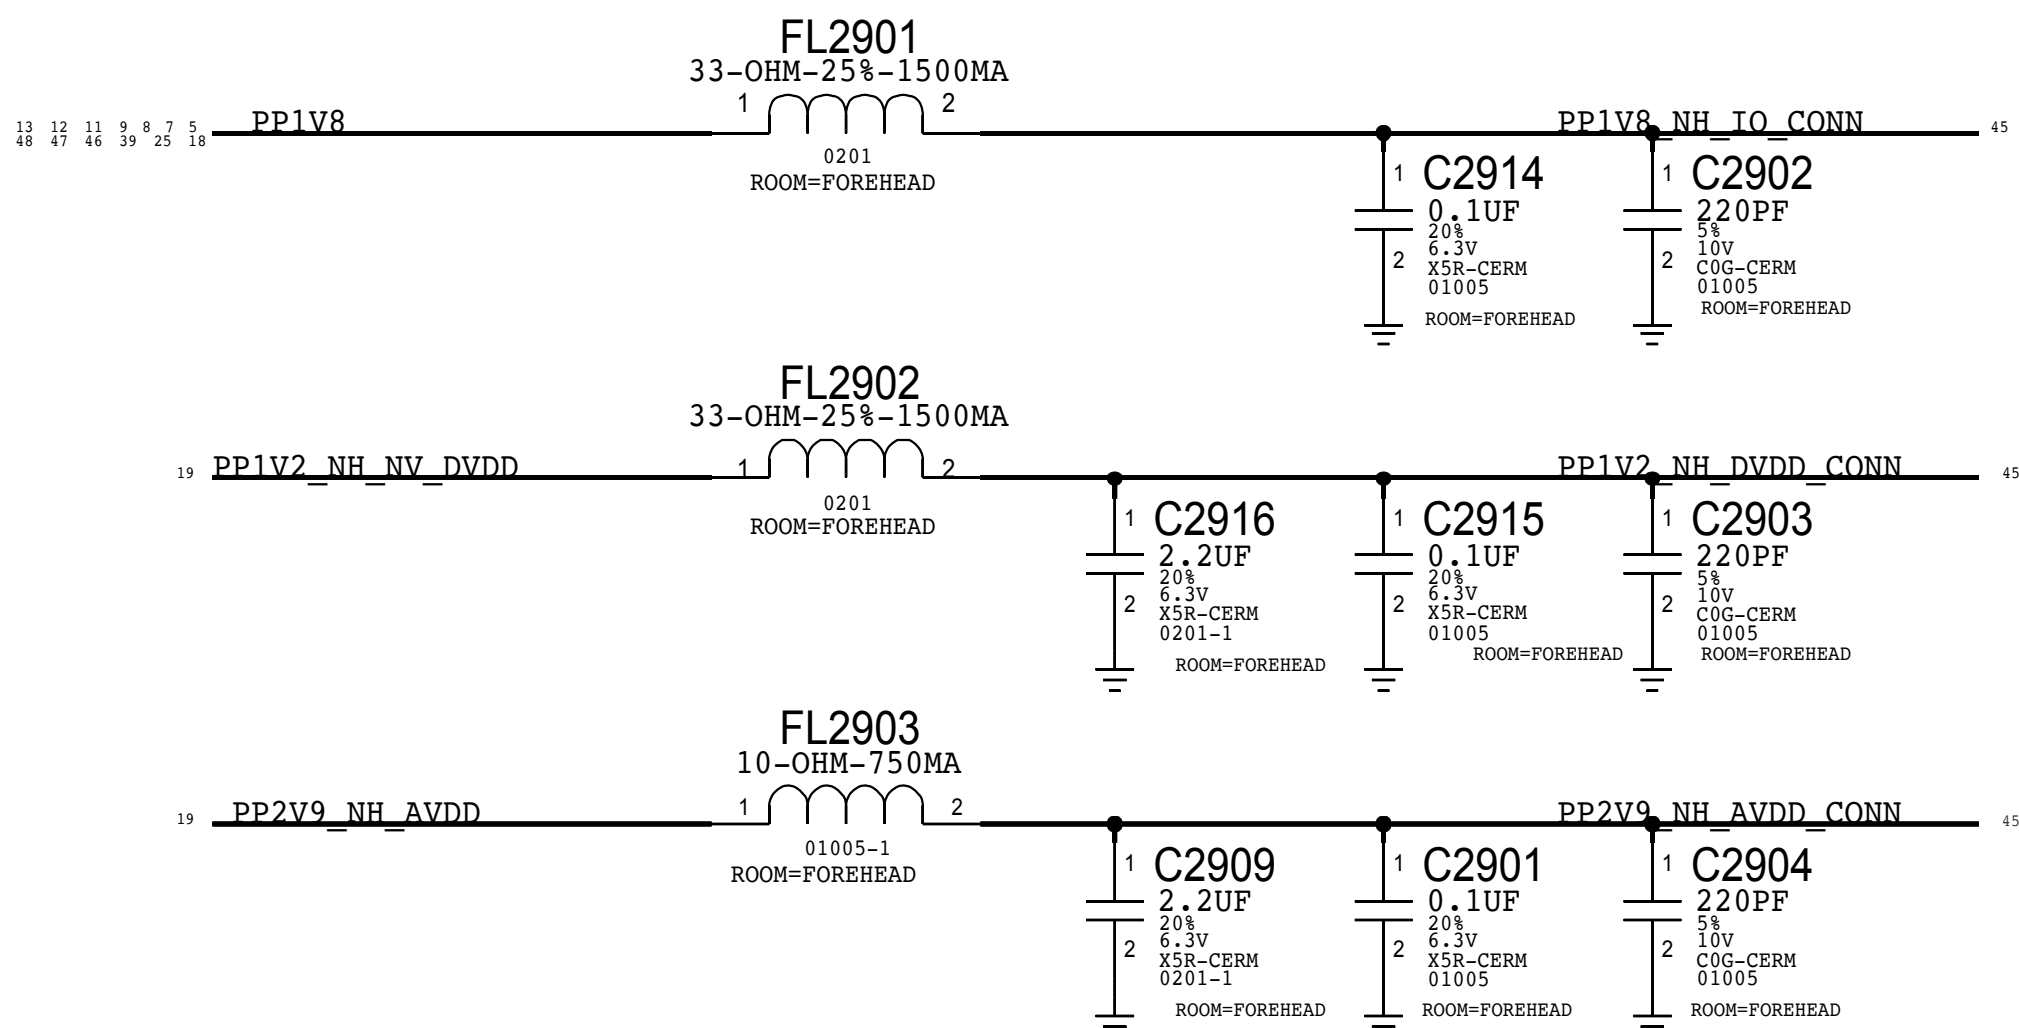 FL2901
33-OHM-25%-1500MA
1 2
13 12 11 9 8 7 5
48 47 46 39 25 18
PP1V8
PP1V8_NH_IO_CONN
45
0201
ROOM=FOREHEAD
1 C2914
0.1UF
20%
6.3V
2 X5R-CERM
01005
ROOM=FOREHEAD
1 C2902
220PF
5%
10V
2 C0G-CERM
01005
ROOM=FOREHEAD
FL2902
33-OHM-25%-1500MA
1 2
19 PP1V2_NH_NV_DVDD
PP1V2_NH_DVDD_CONN
45
0201
ROOM=FOREHEAD
1 C2916
2.2UF
20%
6.3V
2 X5R-CERM
0201-1
ROOM=FOREHEAD
1 C2915
0.1UF
20%
6.3V
2 X5R-CERM
01005
ROOM=FOREHEAD
1 C2903
220PF
5%
10V
2 C0G-CERM
01005
ROOM=FOREHEAD
FL2903
10-OHM-750MA
1 2
19 PP2V9_NH_AVDD
PP2V9_NH_AVDD_CONN
45
01005-1
ROOM=FOREHEAD
1 C2909
2.2UF
20%
6.3V
2 X5R-CERM
0201-1
ROOM=FOREHEAD
1 C2901
0.1UF
20%
6.3V
2 X5R-CERM
01005
ROOM=FOREHEAD
1 C2904
220PF
5%
10V
2 C0G-CERM
01005
ROOM=FOREHEAD